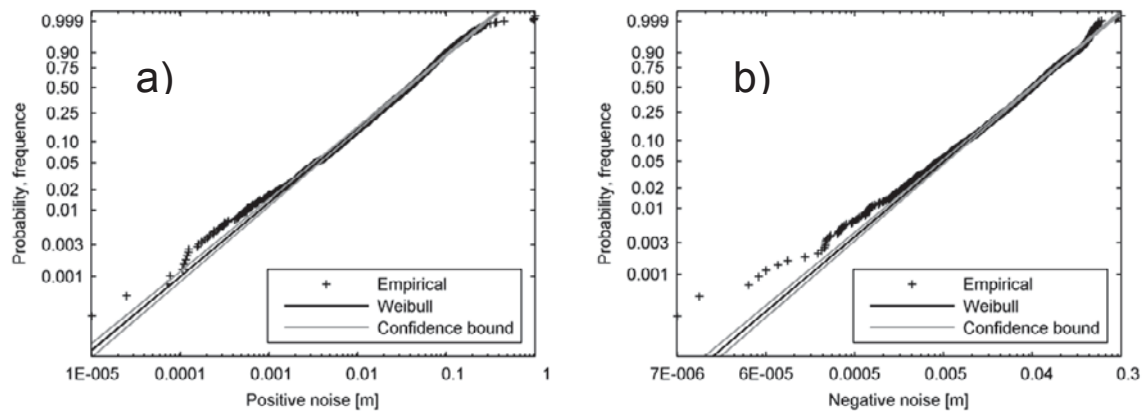 a)
0.999
0.90
0.75
0.50
0.25
0.10
0.05
0.02
0.01
0.003
0.001
Probability, frequence
Empirical
Weibull
Confidence bound
1E-005 0.0001 0.001 0.01 0.1 1
Positive noise [m]
b)
0.999
0.90
0.75
0.50
0.25
0.10
0.05
0.02
0.01
0.003
0.001
Probability, frequence
Empirical
Weibull
Confidence bound
7E-006 6E-005 0.0005 0.005 0.04 0.3
Negative noise [m]